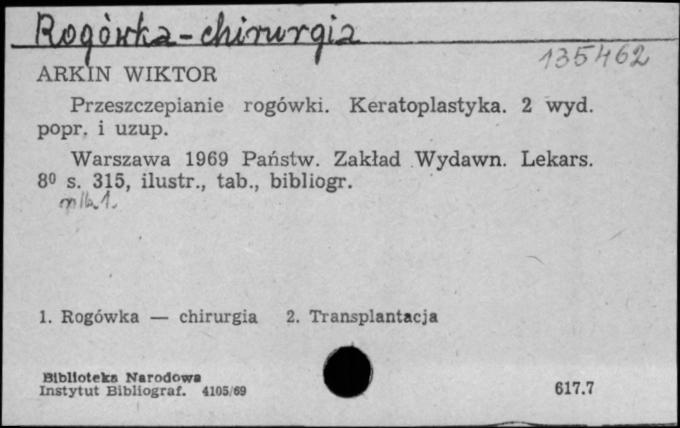 Rogówka - chirurgia
135462
ARKIN WIKTOR
Przeszczepianie rogówki. Keratoplastyka. 2 wyd.
popr. i uzup.
Warszawa 1969 Państw. Zakład Wydawn. Lekars.
8⁰ s. 315, ilustr., tab., bibliogr.
1. Rogówka — chirurgia 2. Transplantacja
Biblioteka Narodowa
Instytut Bibliograf. 4105/69
617.7